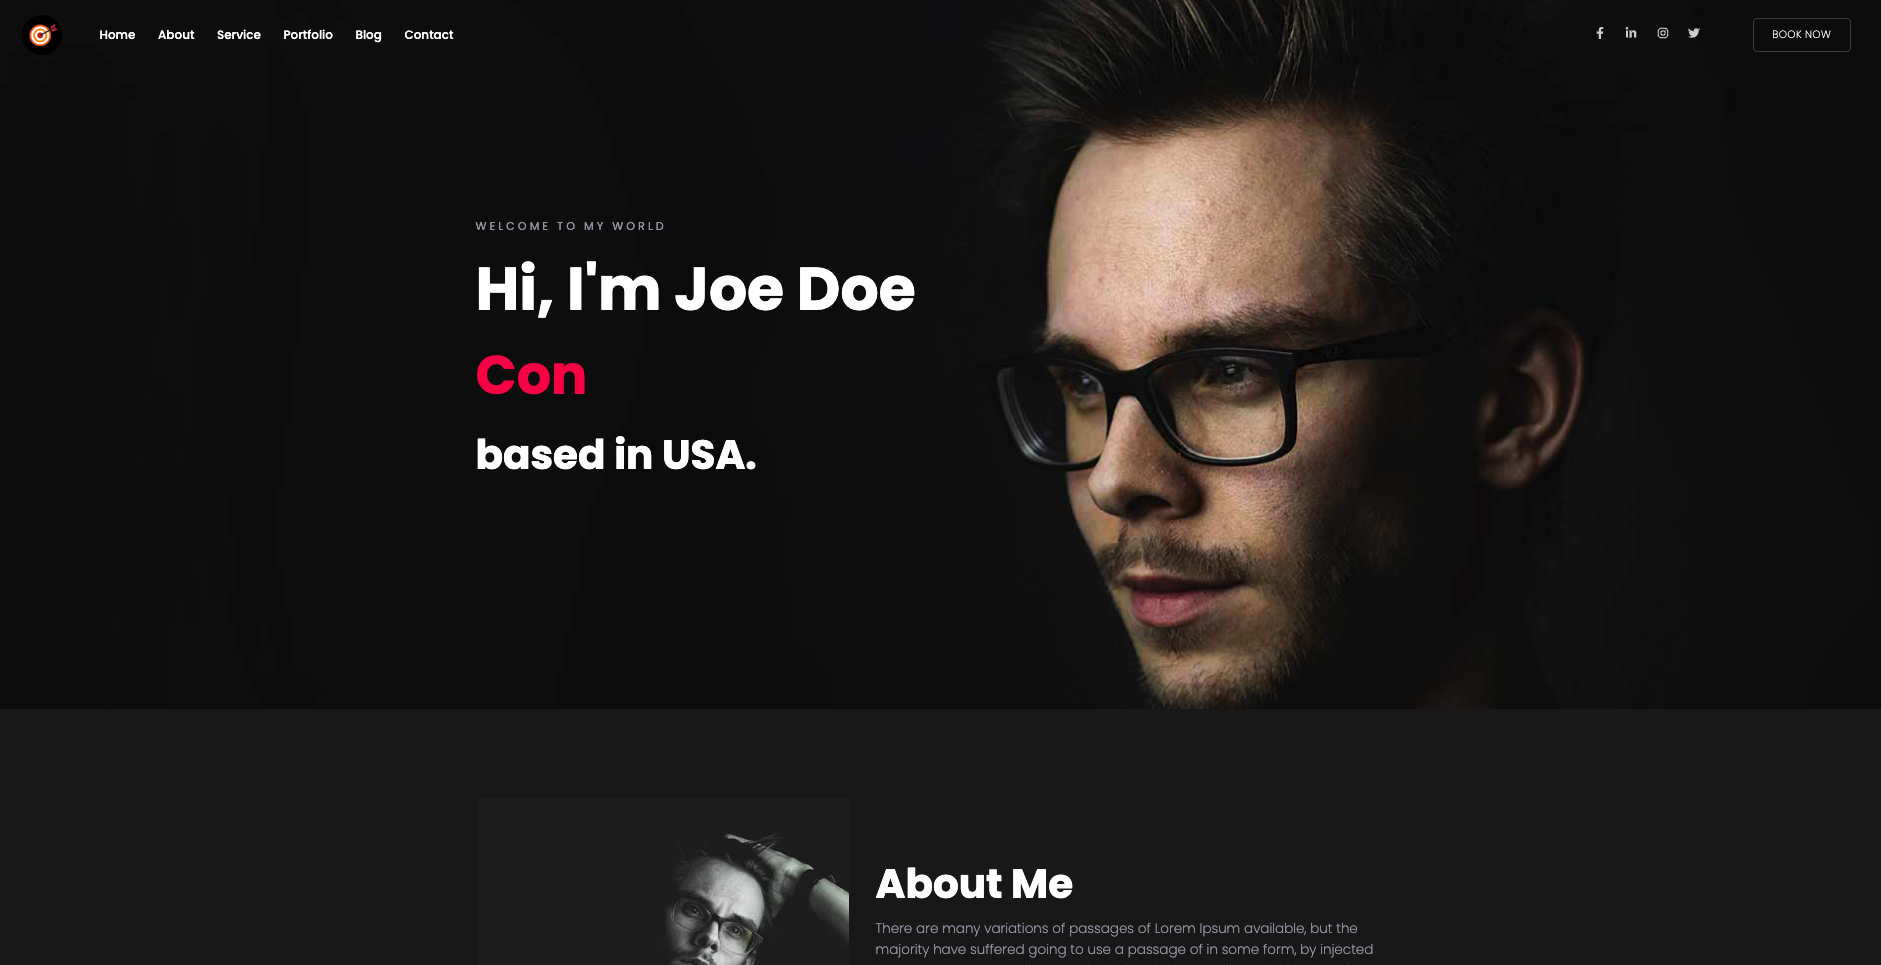 Home About Service Portfolio Blog Contact
BOOK NOW
WELCOME TO MY WORLD
Hi, I'm Joe Doe
Con
based in USA.
About Me
There are many variations of passages of Lorem Ipsum available, but the
majority have suffered going to use a passage of in some form, by injected